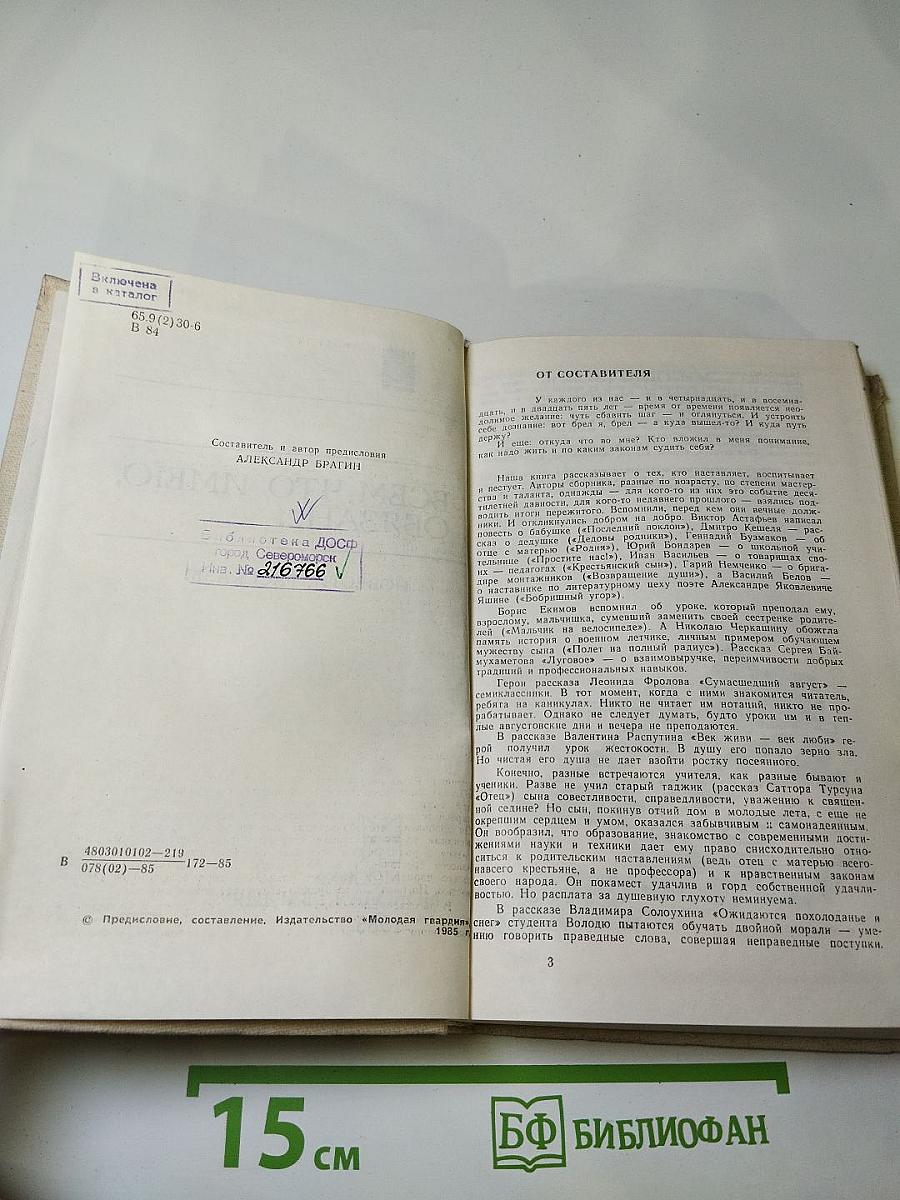 Включена
в каталог
65.9(2)30-6
В 84
Составитель и автор предисловия
АЛЕКСАНДР БРАГИН
Библиотека ДОСФ
город Североморск
Инв. № 216766
В 4803010102—219
078(02)—85
172—85
© Предисловие, составление. Издательство «Молодая гвардия»,
1985 г.
ОТ СОСТАВИТЕЛЯ
У каждого из нас — и в четырнадцать, и в восемна-
дцать, и в двадцать пять лет — время от времени появляется нео-
долимое желание: чуть сбавить шаг — и оглянуться. И устроить
себе дознание: вот брел я, брел — а куда вышел-то? И куда путь
держу?
И еще: откуда что во мне? Кто вложил в меня понимание,
как надо жить и по каким законам судить себя?
Наша книга рассказывает о тех, кто наставляет, воспитывает
и пестует. Авторы сборника, разные по возрасту, по степени мастер-
ства и таланта, однажды — для кого-то из них это событие деся-
тилетней давности, для кого-то недавнего прошлого — взялись под-
водить итоги пережитого. Вспомнили, перед кем они вечные долж-
ники. И откликнулись добром на добро. Виктор Астафьев написал
повесть о бабушке («Последний поклон»), Дмитро Кешеля — рас-
сказ о дедушке («Дедовы родники»), Геннадий Бузмаков — об
отце с матерью («Родня»), Юрий Бондарев — о школьной учи-
тельнице («Простите нас!»), Иван Васильев — о товарищах сво-
их — педагогах («Крестьянский сын»), Гарий Немченко — о брига-
дире монтажников («Возвращение души»), а Василий Белов —
о наставнике по литературному цеху поэте Александре Яковлевиче
Яшине («Бобришный угор»).
Борис Екимов вспомнил об уроке, который преподал ему,
взрослому, мальчишка, сумевший заменить своей сестренке родите-
лей («Мальчик на велосипеде»). А Николаю Черкашину обожгла
память история о военном летчике, личным примером обучающем
мужеству сына («Полет на полный радиус»). Рассказ Сергея Бай-
мухаметова «Луговое» — о взаимовыручке, переимчивости добрых
традиций и профессиональных навыков.
Герои рассказа Леонида Фролова «Сумасшедший август» —
семиклассники. В тот момент, когда с ними знакомится читатель,
ребята на каникулах. Никто не читает им нотаций, никто не про-
рабатывает. Однако не следует думать, будто уроки им и в теп-
лые августовские дни и вечера не преподаются.
В рассказе Валентина Распутина «Век живи — век люби» ге-
рой получил урок жестокости. В душу его попало зерно зла.
Но чистая его душа не дает взойти ростку посеянного.
Конечно, разные встречаются учителя, как разные бывают и
ученики. Разве не учил старый таджик (рассказ Саттора Турсуна
«Отец») сына совестливости, справедливости, уважению к священ-
ной седине? Но сын, покинув отчий дом в молодые лета, с еще не
окрепшим сердцем и умом, оказался забывчивым и самонадеянным.
Он вообразил, что образование, знакомство с современными дости-
жениями науки и техники дает ему право снисходительно отно-
ситься к родительским наставлениям (ведь отец с матерью всего-
навсего крестьяне, а не профессора) и к нравственным законам
своего народа. Он покамест удачлив и горд собственной удачли-
востью. Но расплата за душевную глухоту неминуема.
В рассказе Владимира Солоухина «Ожидаются похолоданье и
снег» студента Володю пытаются обучать двойной морали — уме-
нию говорить праведные слова, совершая неправедные поступки.
3
15 см
БФ БИБЛИОФАН